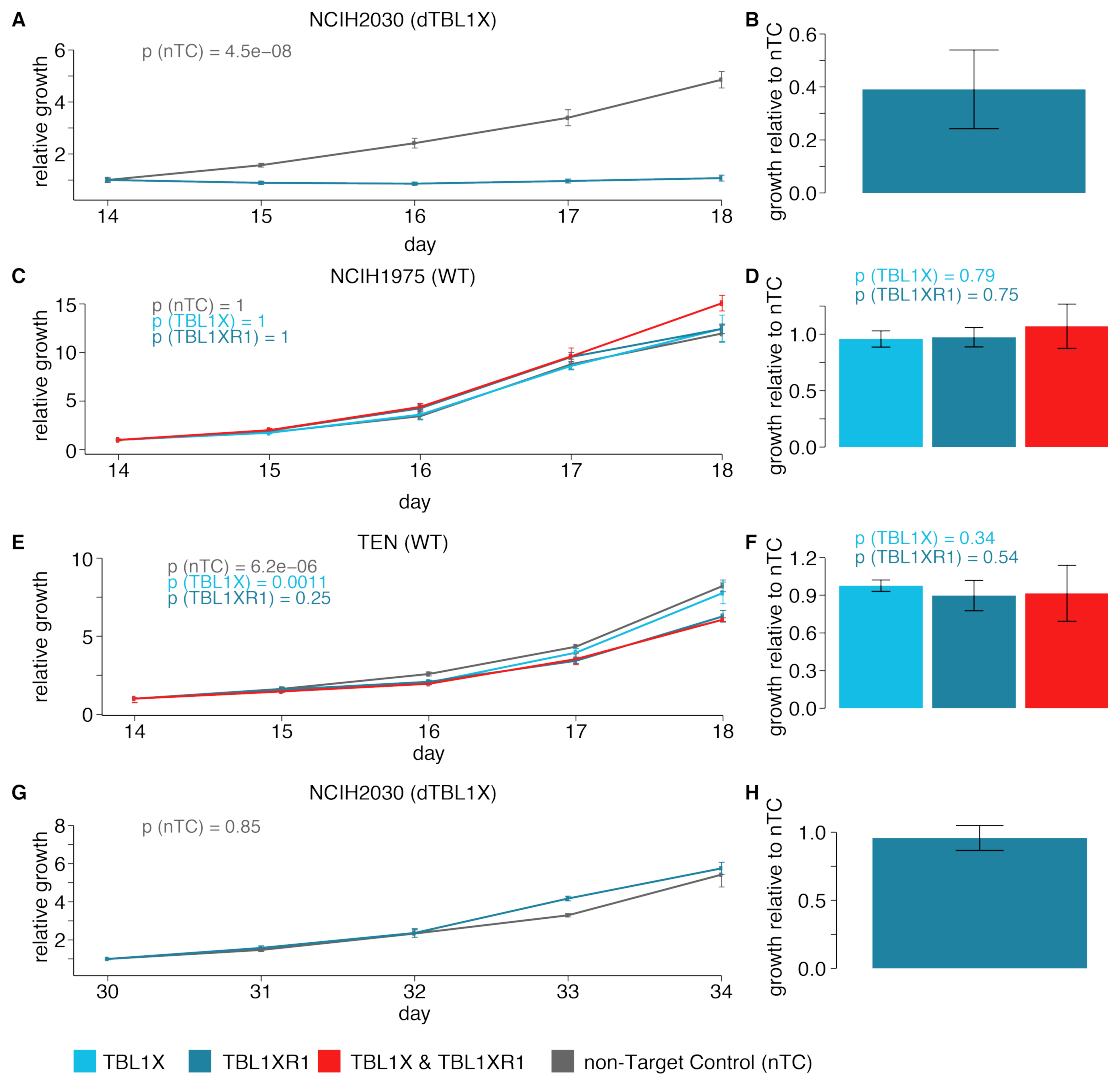 A
NCIH2030 (dTBL1X)
p (nTC) = 4.5e−08
relative growth
6
4
2
14
15
16
17
18
day
B
growth relative to nTC
0.6
0.4
0.2
0.0
C
NCIH1975 (WT)
p (nTC) = 1
p (TBL1X) = 1
p (TBL1XR1) = 1
relative growth
15
10
5
0
14
15
16
17
18
day
D
p (TBL1X) = 0.79
p (TBL1XR1) = 0.75
growth relative to nTC
1.0
0.5
0.0
E
TEN (WT)
p (nTC) = 6.2e−06
p (TBL1X) = 0.0011
p (TBL1XR1) = 0.25
relative growth
10
5
0
14
15
16
17
18
day
F
p (TBL1X) = 0.34
p (TBL1XR1) = 0.54
growth relative to nTC
1.2
0.9
0.6
0.3
0.0
G
NCIH2030 (dTBL1X)
p (nTC) = 0.85
relative growth
8
6
4
2
30
31
32
33
34
day
H
growth relative to nTC
1.0
0.5
0.0
TBL1X
TBL1XR1
TBL1X & TBL1XR1
non-Target Control (nTC)